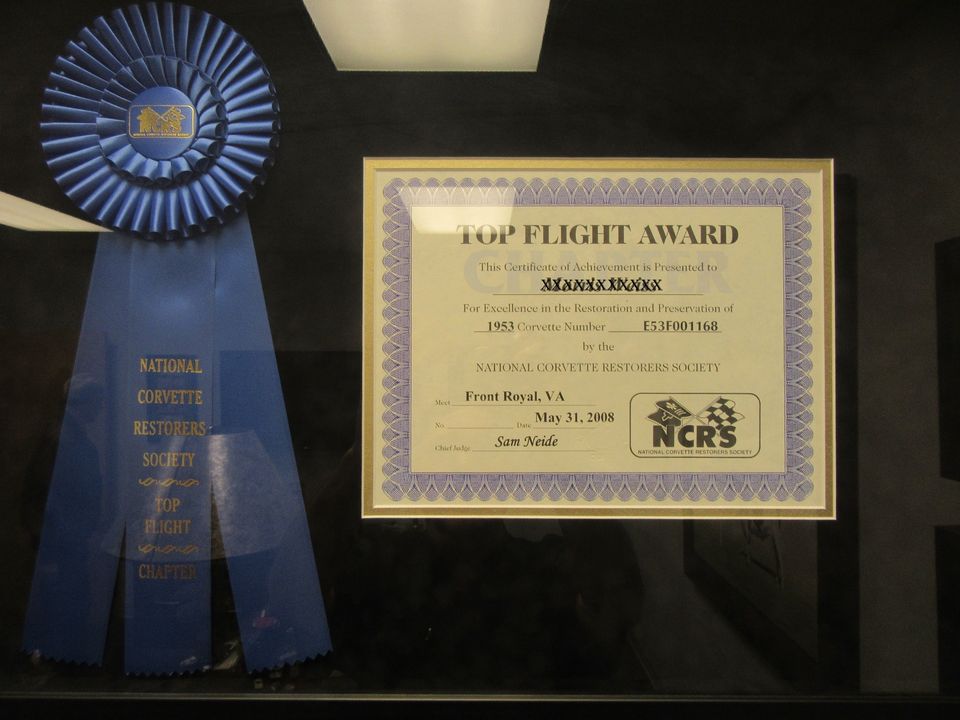 NCRS
NATIONAL
CORVETTE
RESTORERS
SOCIETY
TOP
FLIGHT
CHAPTER
TOP FLIGHT AWARD
CHAPTER
This Certificate of Achievement is Presented to
For Excellence in the Restoration and Preservation of
1953 Corvette Number E53F001168
by the
NATIONAL CORVETTE RESTORERS SOCIETY
Meet Front Royal, VA
No. Date May 31, 2008
Chief Judge Sam Neide
NCRS
NATIONAL CORVETTE RESTORERS SOCIETY